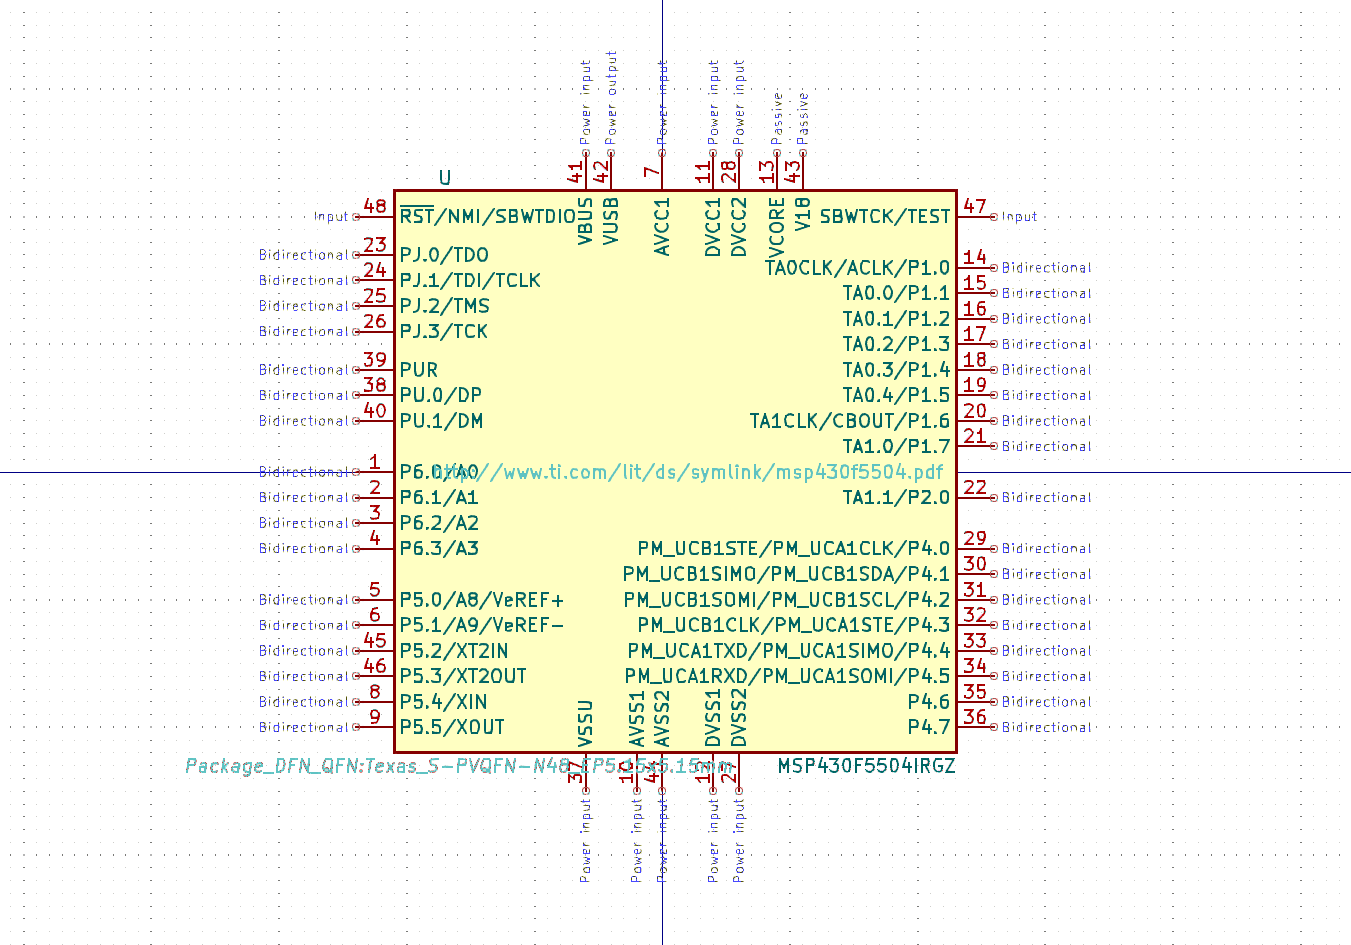 Power input
Power output
Power input
Power input
Power input
Passive
Passive
41
42
7
11
28
13
43
U
VBUS
VUSB
AVCC1
DVCC1
DVCC2
VCORE
V18
Input 48 RST/NMI/SBWTDIO
SBWTCK/TEST 47 Input
Bidirectional 23 PJ.0/TDO
TA0CLK/ACLK/P1.0 14 Bidirectional
Bidirectional 24 PJ.1/TDI/TCLK
TA0.0/P1.1 15 Bidirectional
Bidirectional 25 PJ.2/TMS
TA0.1/P1.2 16 Bidirectional
Bidirectional 26 PJ.3/TCK
TA0.2/P1.3 17 Bidirectional
Bidirectional 39 PUR
TA0.3/P1.4 18 Bidirectional
Bidirectional 38 PU.0/DP
TA0.4/P1.5 19 Bidirectional
Bidirectional 40 PU.1/DM
TA1CLK/CBOUT/P1.6 20 Bidirectional
TA1.0/P1.7 21 Bidirectional
Bidirectional 1 P6.0/A0
http://www.ti.com/lit/ds/symlink/msp430f5504.pdf
Bidirectional 2 P6.1/A1
TA1.1/P2.0 22 Bidirectional
Bidirectional 3 P6.2/A2
Bidirectional 4 P6.3/A3
PM_UCB1STE/PM_UCA1CLK/P4.0 29 Bidirectional
PM_UCB1SIMO/PM_UCB1SDA/P4.1 30 Bidirectional
Bidirectional 5 P5.0/A8/VeREF+
PM_UCB1SOMI/PM_UCB1SCL/P4.2 31 Bidirectional
Bidirectional 6 P5.1/A9/VeREF-
PM_UCB1CLK/PM_UCA1STE/P4.3 32 Bidirectional
Bidirectional 45 P5.2/XT2IN
PM_UCA1TXD/PM_UCA1SIMO/P4.4 33 Bidirectional
Bidirectional 46 P5.3/XT2OUT
PM_UCA1RXD/PM_UCA1SOMI/P4.5 34 Bidirectional
Bidirectional 8 P5.4/XIN
P4.6 35 Bidirectional
Bidirectional 9 P5.5/XOUT
P4.7 36 Bidirectional
VSSU
AVSS1
AVSS2
DVSS1
DVSS2
Package_DFN_QFN:Texas_S-PVQFN-N48_EP5.15x5.15mm
MSP430F5504IRGZ
37
Power input
Power input
Power input
Power input
Power input